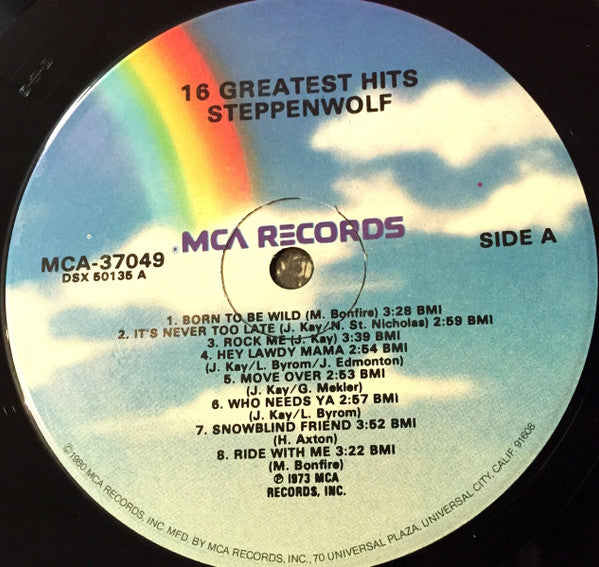 16 GREATEST HITS
STEPPENWOLF
MCA RECORDS
MCA-37049
DSX 50135 A
SIDE A
1. BORN TO BE WILD (M. Bonfire) 3:28 BMI
2. IT'S NEVER TOO LATE (J. Kay/N. St. Nicholas) 2:59 BMI
3. ROCK ME (J. Kay) 3:39 BMI
4. HEY LAWDY MAMA 2:54 BMI
(J. Kay/L. Byrom/J. Edmonton)
5. MOVE OVER 2:53 BMI
(J. Kay/G. Mekler)
6. WHO NEEDS YA 2:57 BMI
(J. Kay/L. Byrom)
7. SNOWBLIND FRIEND 3:52 BMI
(H. Axton)
8. RIDE WITH ME 3:22 BMI
(M. Bonfire)
℗ 1973 MCA
RECORDS, INC.
©1980 MCA RECORDS, INC. MFD. BY MCA RECORDS, INC., 70 UNIVERSAL PLAZA, UNIVERSAL CITY, CALIF. 91608